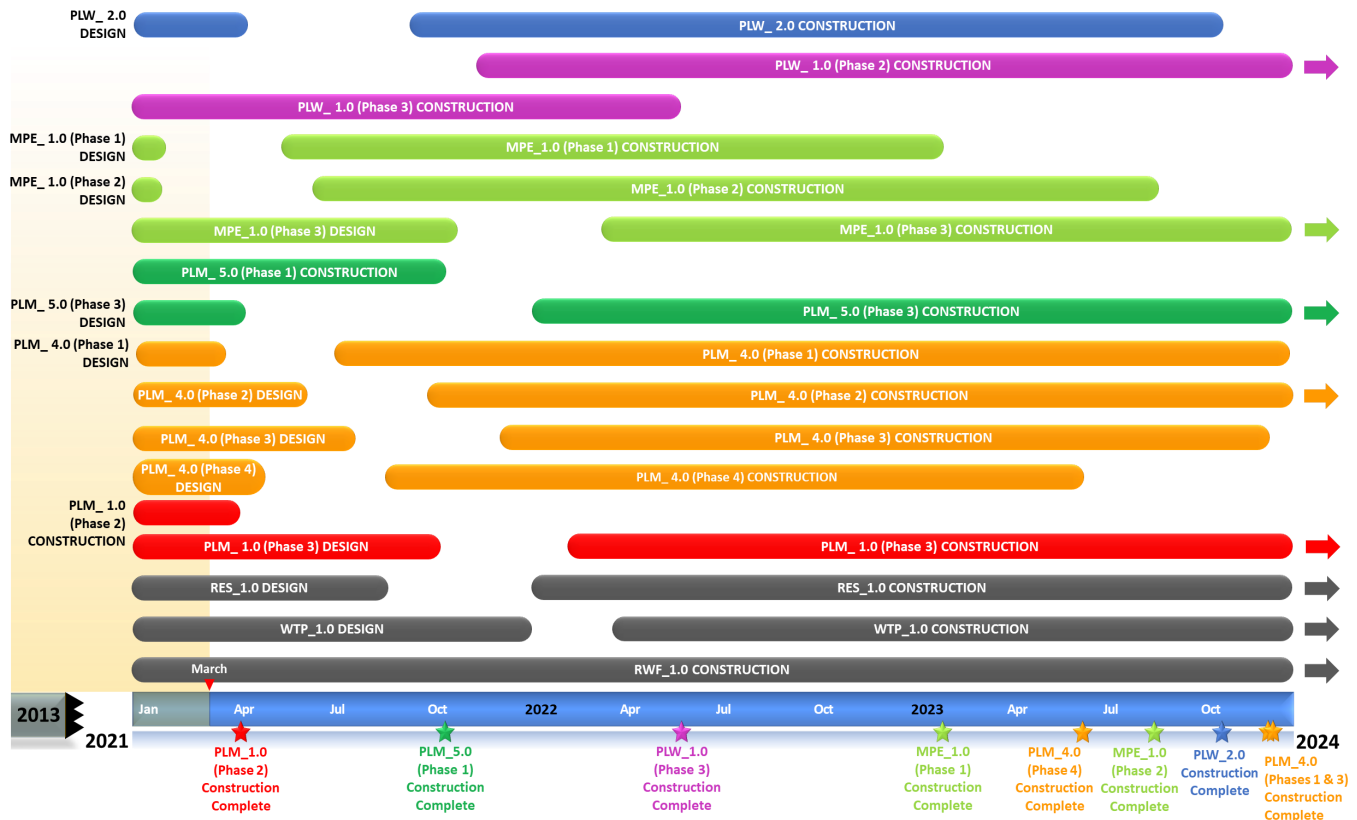 PLW_ 2.0
DESIGN
PLW_ 2.0 CONSTRUCTION
PLW_ 1.0 (Phase 2) CONSTRUCTION
PLW_ 1.0 (Phase 3) CONSTRUCTION
MPE_ 1.0 (Phase 1)
DESIGN
MPE_1.0 (Phase 1) CONSTRUCTION
MPE_ 1.0 (Phase 2)
DESIGN
MPE_1.0 (Phase 2) CONSTRUCTION
MPE_1.0 (Phase 3) DESIGN
MPE_1.0 (Phase 3) CONSTRUCTION
PLM_ 5.0 (Phase 1) CONSTRUCTION
PLM_ 5.0 (Phase 3)
DESIGN
PLM_ 5.0 (Phase 3) CONSTRUCTION
PLM_ 4.0 (Phase 1)
DESIGN
PLM_ 4.0 (Phase 1) CONSTRUCTION
PLM_ 4.0 (Phase 2) DESIGN
PLM_ 4.0 (Phase 2) CONSTRUCTION
PLM_ 4.0 (Phase 3) DESIGN
PLM_ 4.0 (Phase 3) CONSTRUCTION
PLM_ 4.0 (Phase 4)
DESIGN
PLM_ 4.0 (Phase 4) CONSTRUCTION
PLM_ 1.0
(Phase 2)
CONSTRUCTION
PLM_ 1.0 (Phase 3) DESIGN
PLM_ 1.0 (Phase 3) CONSTRUCTION
RES_1.0 DESIGN
RES_1.0 CONSTRUCTION
WTP_1.0 DESIGN
WTP_1.0 CONSTRUCTION
March
RWF_1.0 CONSTRUCTION
2013
2021
Jan
Apr
Jul
Oct
2022
Apr
Jul
Oct
2023
Apr
Jul
Oct
2024
PLM_1.0
(Phase 2)
Construction
Complete
PLM_5.0
(Phase 1)
Construction
Complete
PLW_1.0
(Phase 3)
Construction
Complete
MPE_1.0
(Phase 1)
Construction
Complete
PLM_4.0
(Phase 4)
Construction
Complete
MPE_1.0
(Phase 2)
Construction
Complete
PLW_2.0
Construction
Complete
PLM_4.0
(Phases 1 & 3)
Construction
Complete